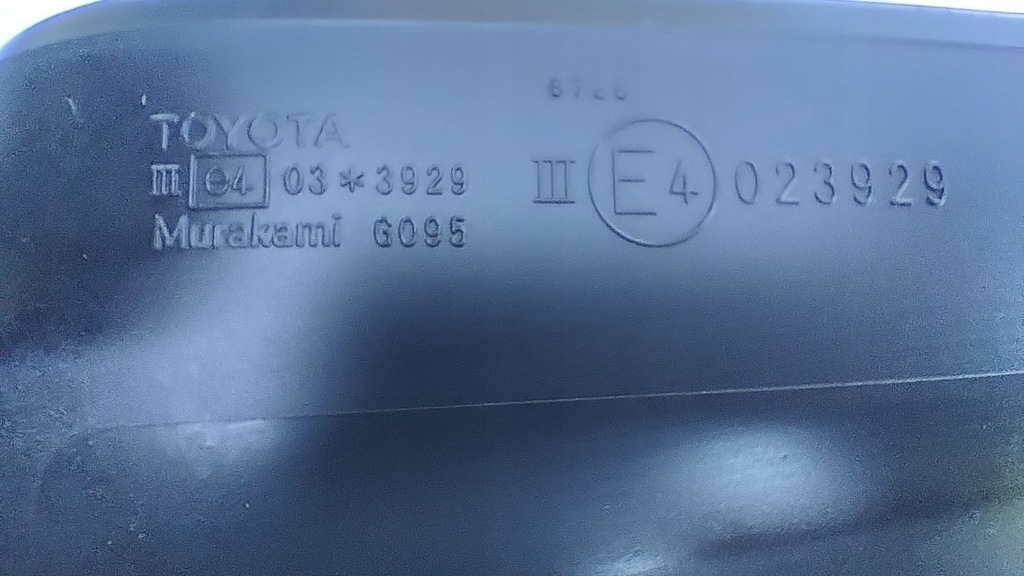 TOYOTA
III e4 03*3929
Murakami G095
III E4 023929